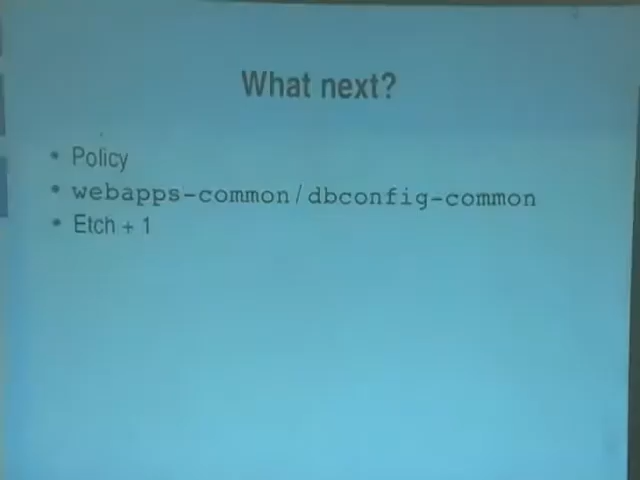 What next?
• Policy
• webapps-common/dbconfig-common
• Etch + 1